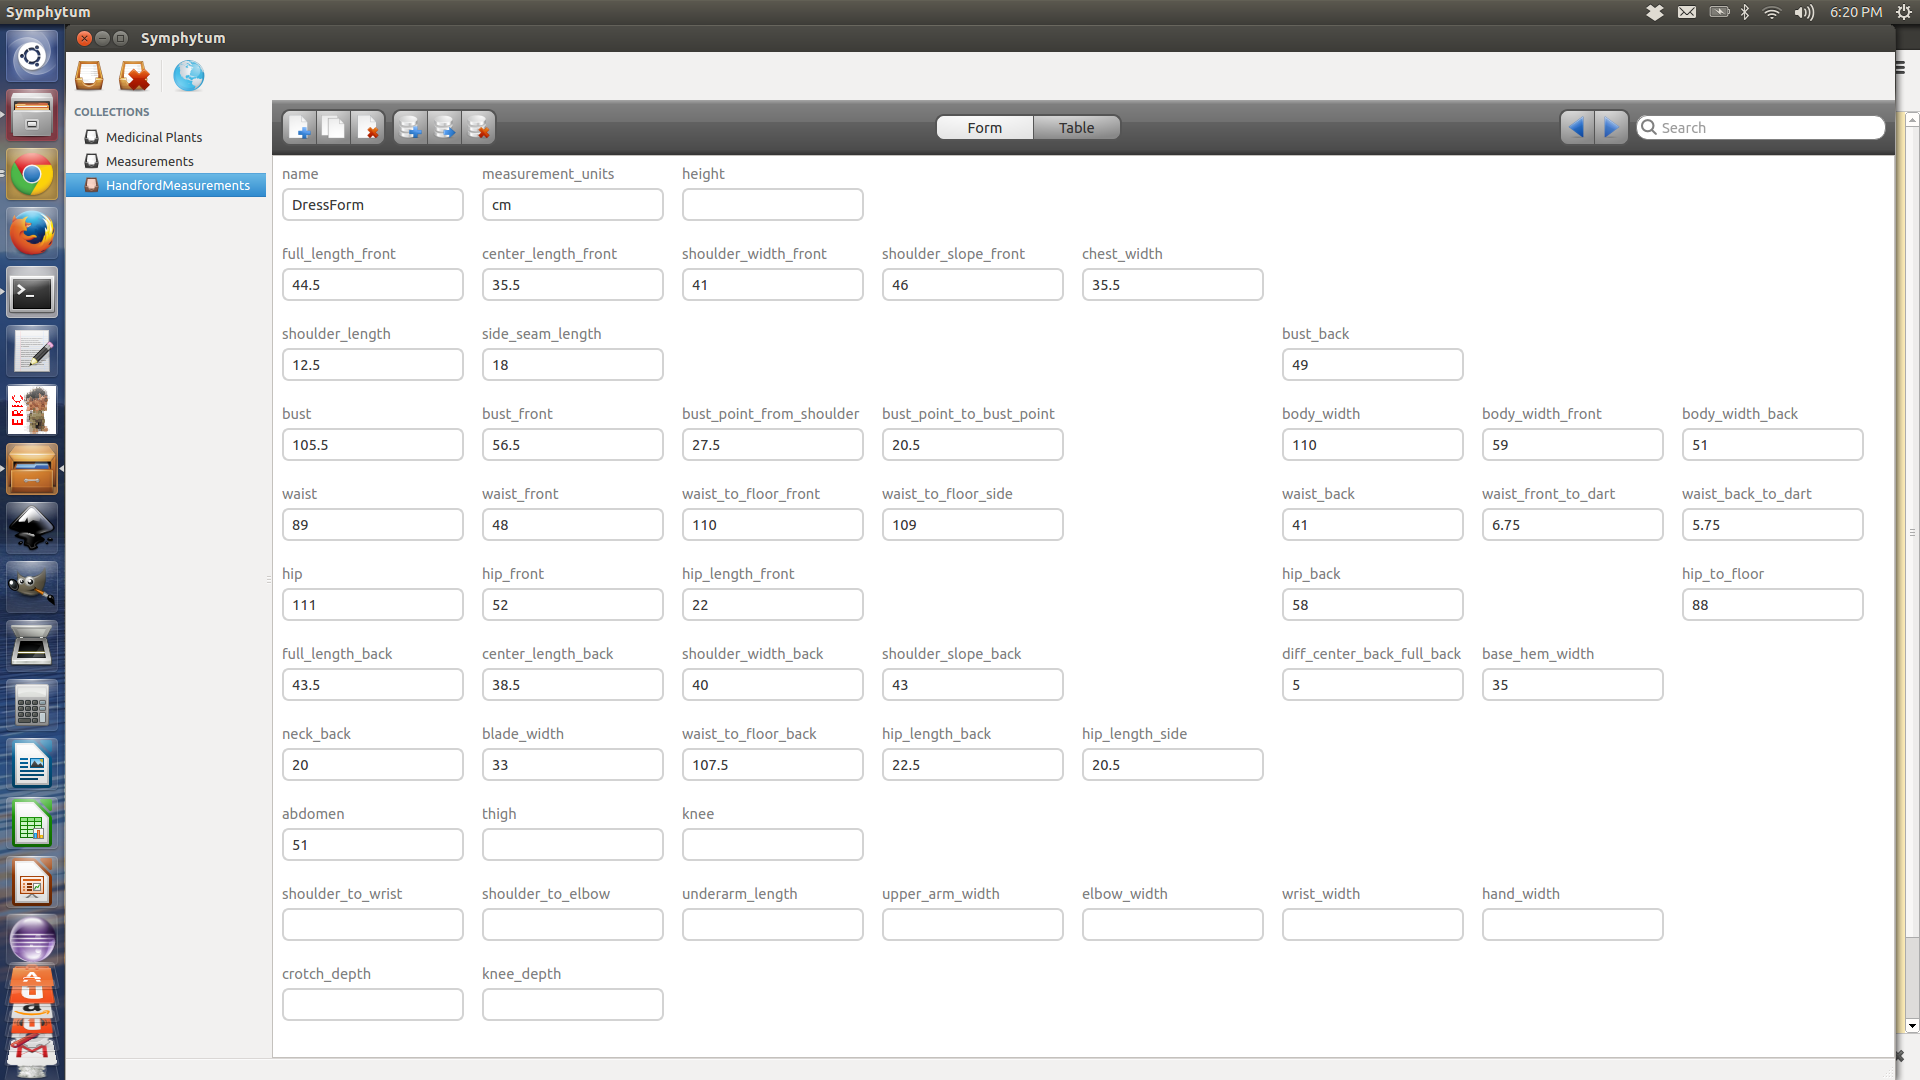 Symphytum
6:20 PM
Symphytum
COLLECTIONS
Medicinal Plants
Measurements
HandfordMeasurements
Form Table
Search
name measurement_units height
DressForm cm
full_length_front center_length_front shoulder_width_front shoulder_slope_front chest_width
44.5 35.5 41 46 35.5
shoulder_length side_seam_length bust_back
12.5 18 49
bust bust_front bust_point_from_shoulder bust_point_to_bust_point body_width body_width_front body_width_back
105.5 56.5 27.5 20.5 110 59 51
waist waist_front waist_to_floor_front waist_to_floor_side waist_back waist_front_to_dart waist_back_to_dart
89 48 110 109 41 6.75 5.75
hip hip_front hip_length_front hip_back hip_to_floor
111 52 22 58 88
full_length_back center_length_back shoulder_width_back shoulder_slope_back diff_center_back_full_back base_hem_width
43.5 38.5 40 43 5 35
neck_back blade_width waist_to_floor_back hip_length_back hip_length_side
20 33 107.5 22.5 20.5
abdomen thigh knee
51
shoulder_to_wrist shoulder_to_elbow underarm_length upper_arm_width elbow_width wrist_width hand_width
crotch_depth knee_depth
ERIC